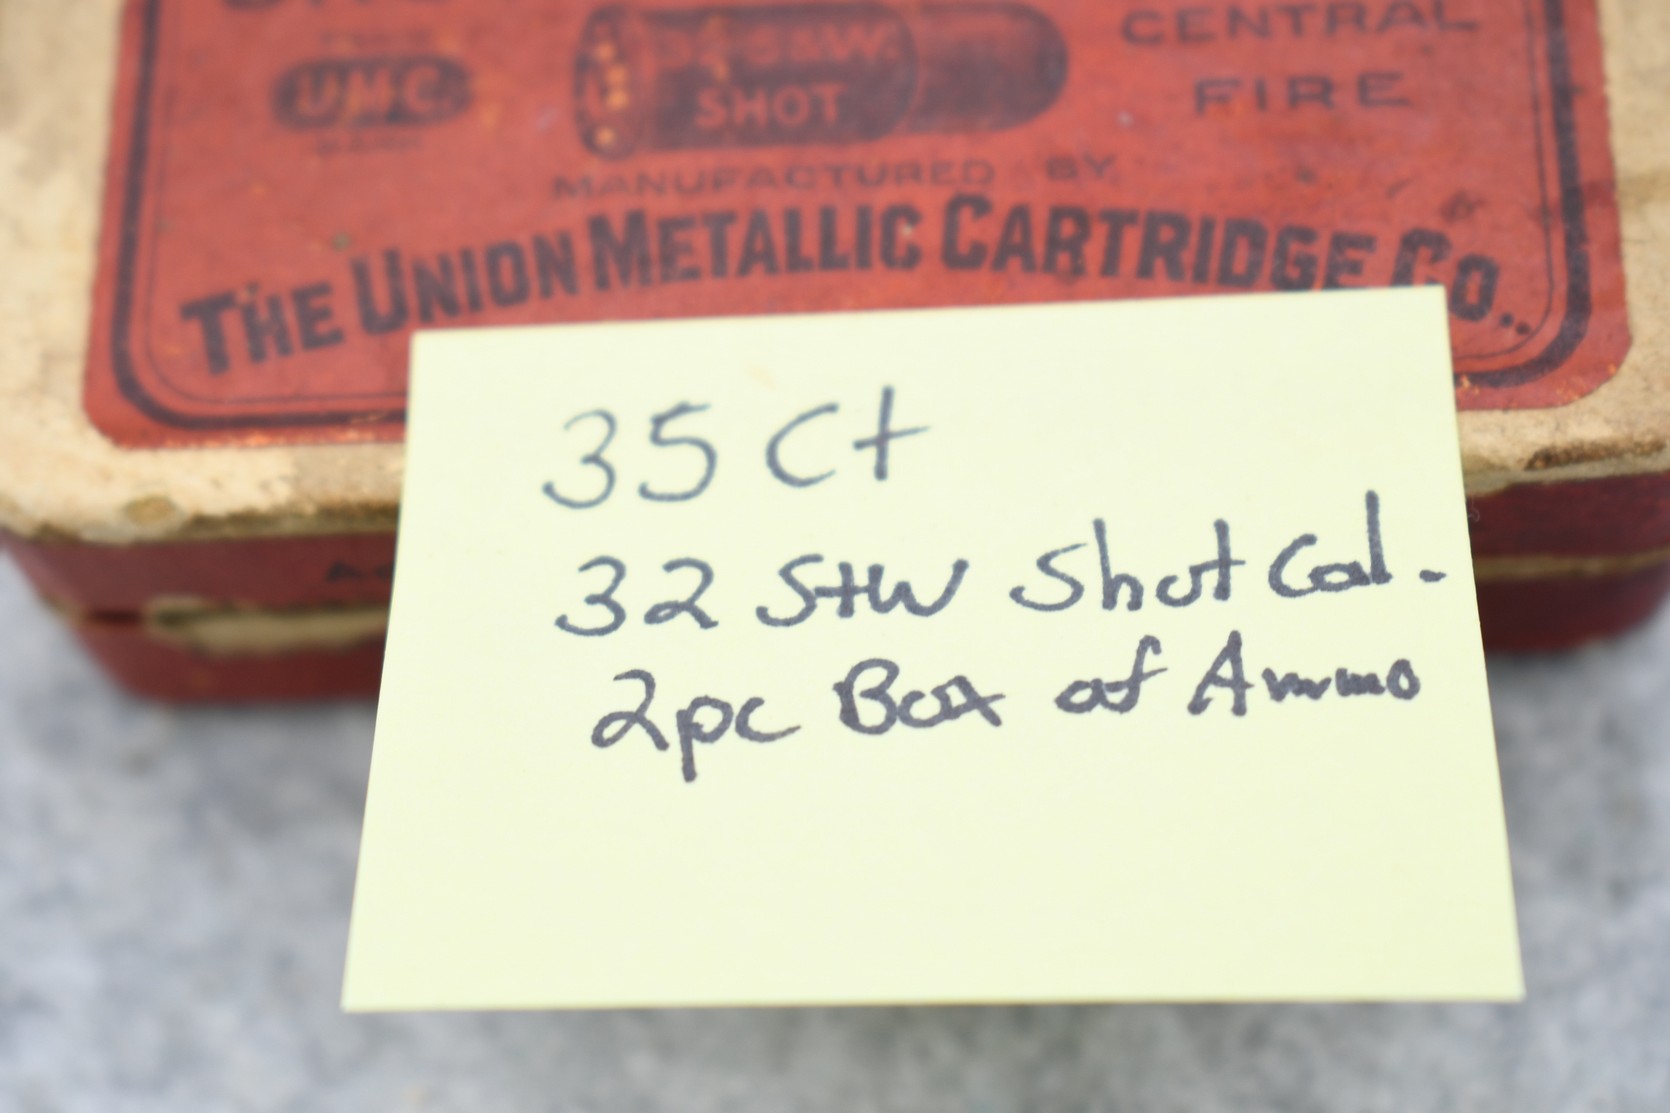 CENTRAL
FIRE
UMC.
32 S&W.
SHOT
MANUFACTURED BY
THE UNION METALLIC CARTRIDGE CO.,
35 Ct
32 S+W Shot Cal.
2pc Box of Ammo